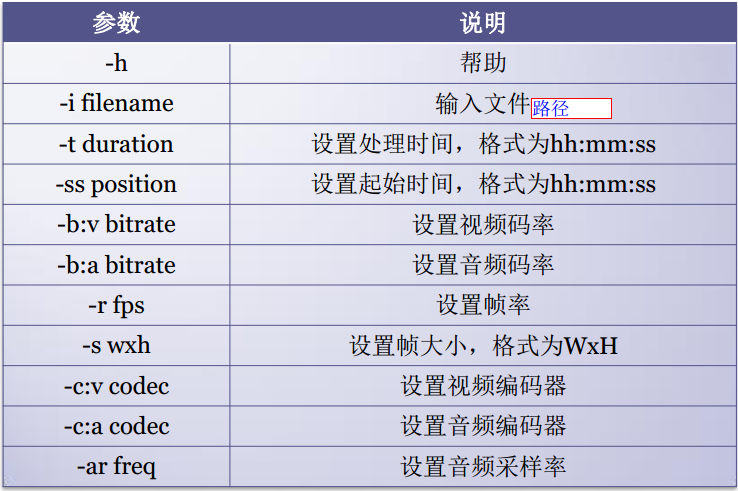 参数 说明
-h 帮助
-i filename 输入文件路径
-t duration 设置处理时间，格式为hh:mm:ss
-ss position 设置起始时间，格式为hh:mm:ss
-b:v bitrate 设置视频码率
-b:a bitrate 设置音频码率
-r fps 设置帧率
-s wxh 设置帧大小，格式为WxH
-c:v codec 设置视频编码器
-c:a codec 设置音频编码器
-ar freq 设置音频采样率